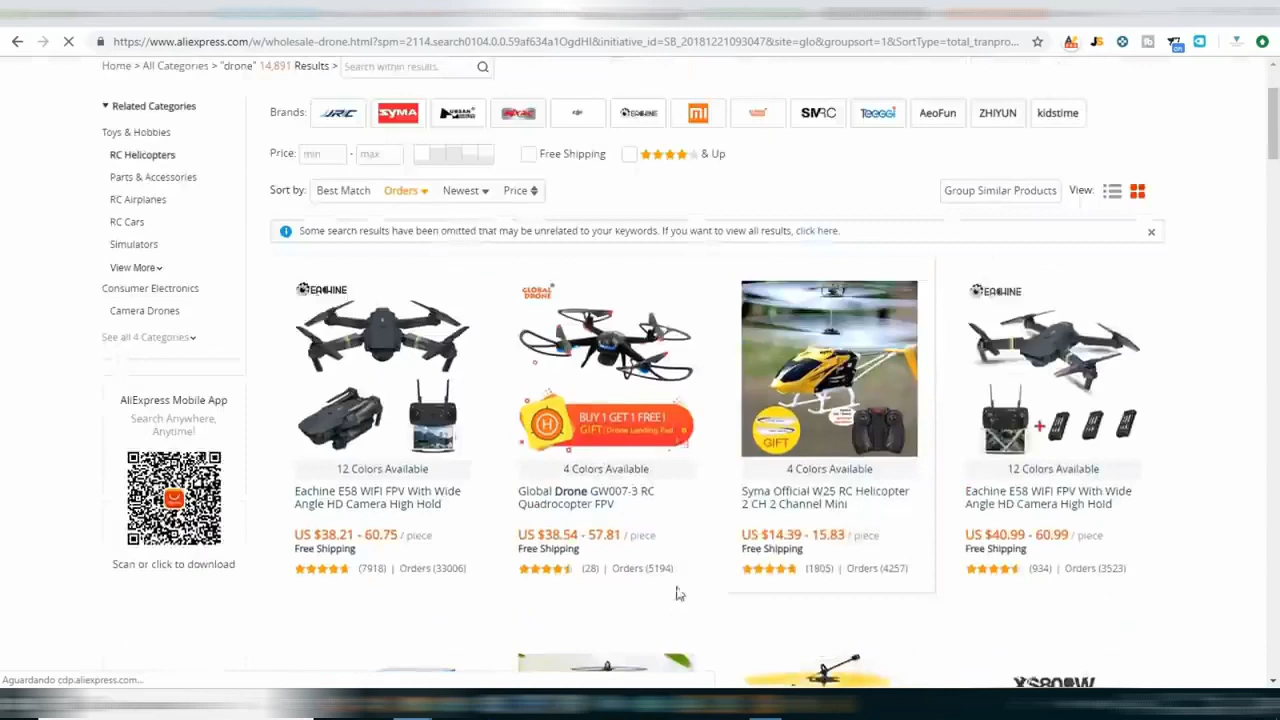 https://www.aliexpress.com/w/wholesale-drone.html?spm=2114.search0104.0.0.59af634a1OgdHI&initiative_id=SB_20181221093047&site=glo&groupsort=1&SortType=total_tranpro...
Home > All Categories > "drone" 14,891 Results > Search within results.
Related Categories
Toys & Hobbies
RC Helicopters
Parts & Accessories
RC Airplanes
RC Cars
Simulators
View More
Consumer Electronics
Camera Drones
See all 4 Categories
AliExpress Mobile App
Search Anywhere,
Anytime!
Scan or click to download
Brands: JJRC SYMA EACHINE MI SMRC Teeggi AeoFun ZHIYUN kidstime
Price: min - max Free Shipping & Up
Sort by: Best Match Orders Newest Price Group Similar Products View:
Some search results have been omitted that may be unrelated to your keywords. If you want to view all results, click here.
EACHINE
12 Colors Available
Eachine E58 WIFI FPV With Wide
Angle HD Camera High Hold
US $38.21 - 60.75 / piece
Free Shipping
(7918) | Orders (33006)
GLOBAL
DRONE
BUY 1 GET 1 FREE!
GIFT: Drone Landing Pad
4 Colors Available
Global Drone GW007-3 RC
Quadrocopter FPV
US $38.54 - 57.81 / piece
Free Shipping
(28) | Orders (5194)
GIFT
4 Colors Available
Syma Official W25 RC Helicopter
2 CH 2 Channel Mini
US $14.39 - 15.83 / piece
Free Shipping
(1805) | Orders (4257)
EACHINE
12 Colors Available
Eachine E58 WIFI FPV With Wide
Angle HD Camera High Hold
US $40.99 - 60.99 / piece
Free Shipping
(934) | Orders (3523)
Aguardando cdp.aliexpress.com...